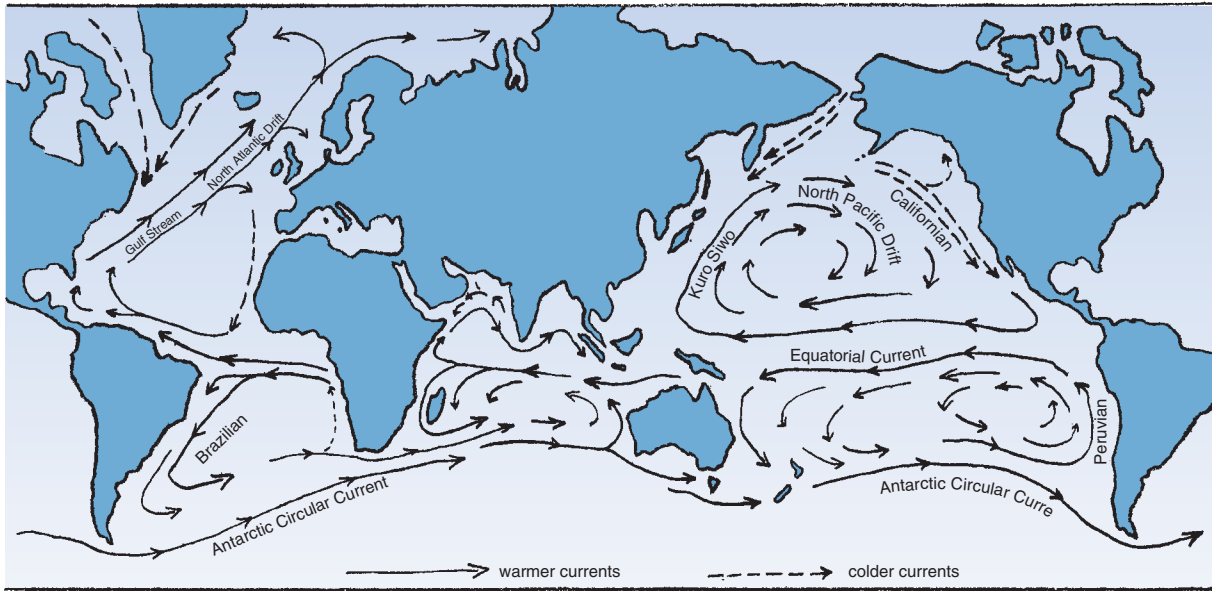 North Atlantic Drift
Gulf Stream
North Pacific Drift
Californian
Kuro Siwo
Equatorial Current
Brazilian
Peruvian
Antarctic Circular Current
Antarctic Circular Curre
warmer currents
colder currents